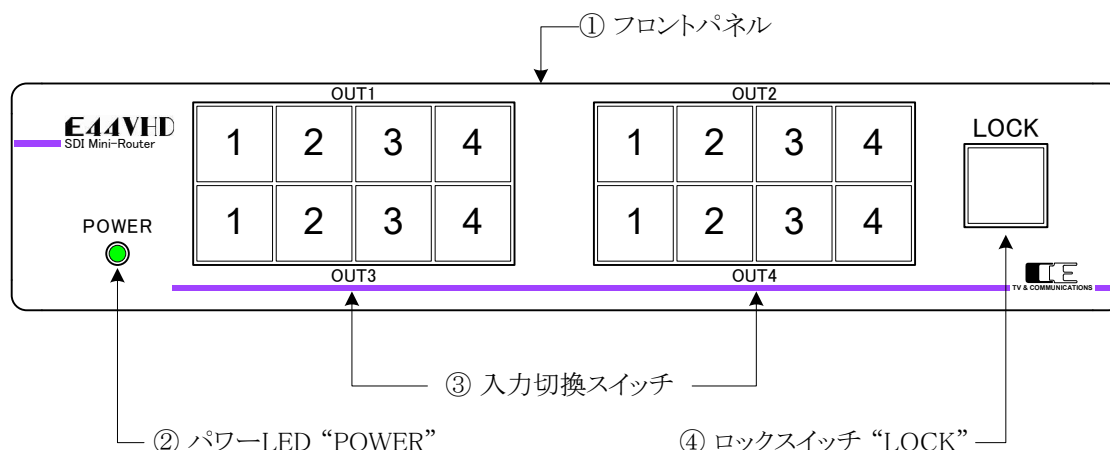 ① フロントパネル
OUT1
OUT2
E44VHD
SDI Mini-Router
LOCK
1 2 3 4
1 2 3 4
POWER
1 2 3 4
1 2 3 4
OUT3
OUT4
TV & COMMUNICATIONS
③ 入力切換スイッチ
② パワーLED “POWER”
④ ロックスイッチ “LOCK”